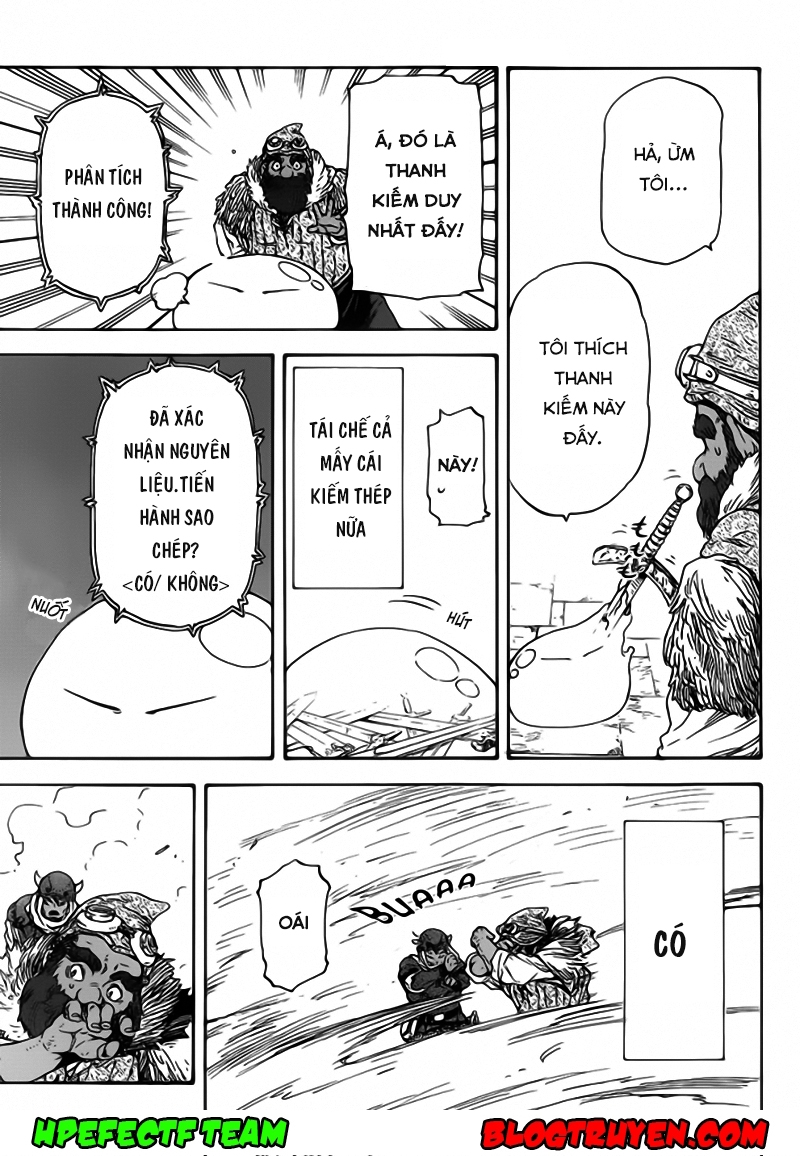 HẢ, ỪM
TÔI...
TÔI THÍCH
THANH
KIẾM NÀY
ĐẤY.
Á, ĐÓ LÀ
THANH
KIẾM DUY
NHẤT ĐẤY!
PHÂN TÍCH
THÀNH CÔNG!
NÀY!
TÁI CHẾ CẢ
MẤY CÁI
KIẾM THÉP
NỮA
HÚT
ĐÃ XÁC
NHẬN NGUYÊN
LIỆU.TIẾN
HÀNH SAO
CHÉP?
<CÓ/ KHÔNG>
NUỐT
CÓ
BUAAA
OÁI
HPEFECTF TEAM
BLOGTRUYEN.COM